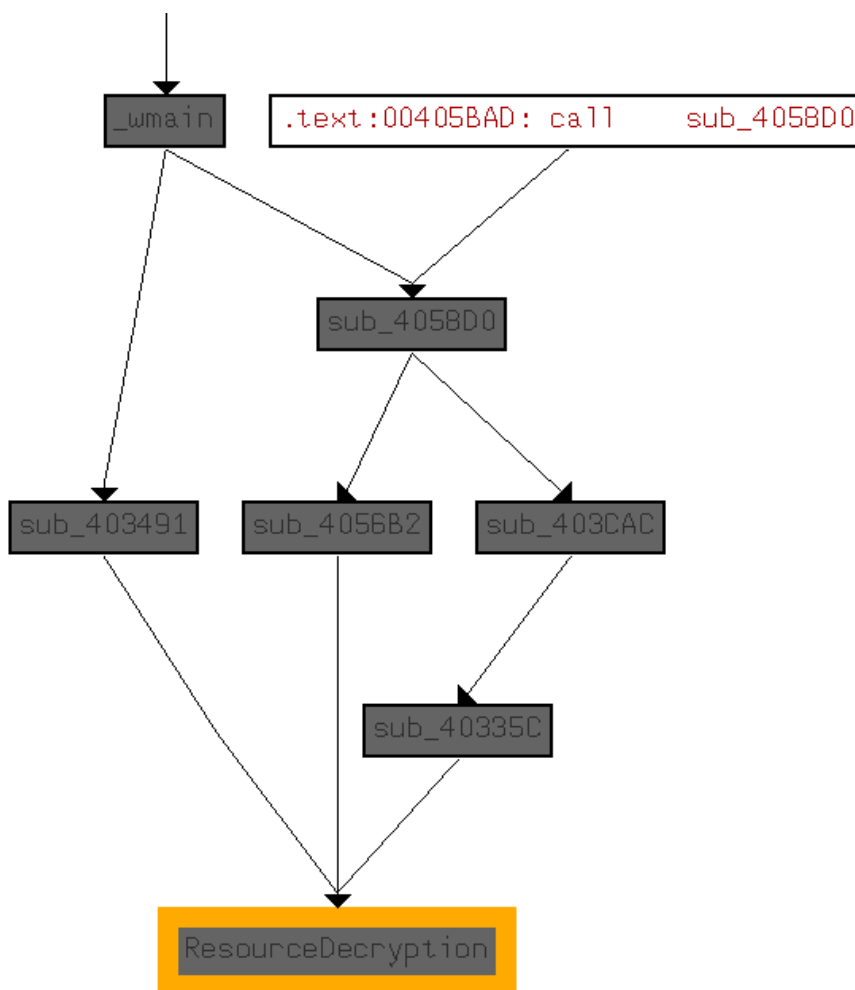 _wmain
.text:00405BAD: call sub_4058D0
sub_4058D0
sub_403491
sub_4056B2
sub_403CAC
sub_40335C
ResourceDecryption